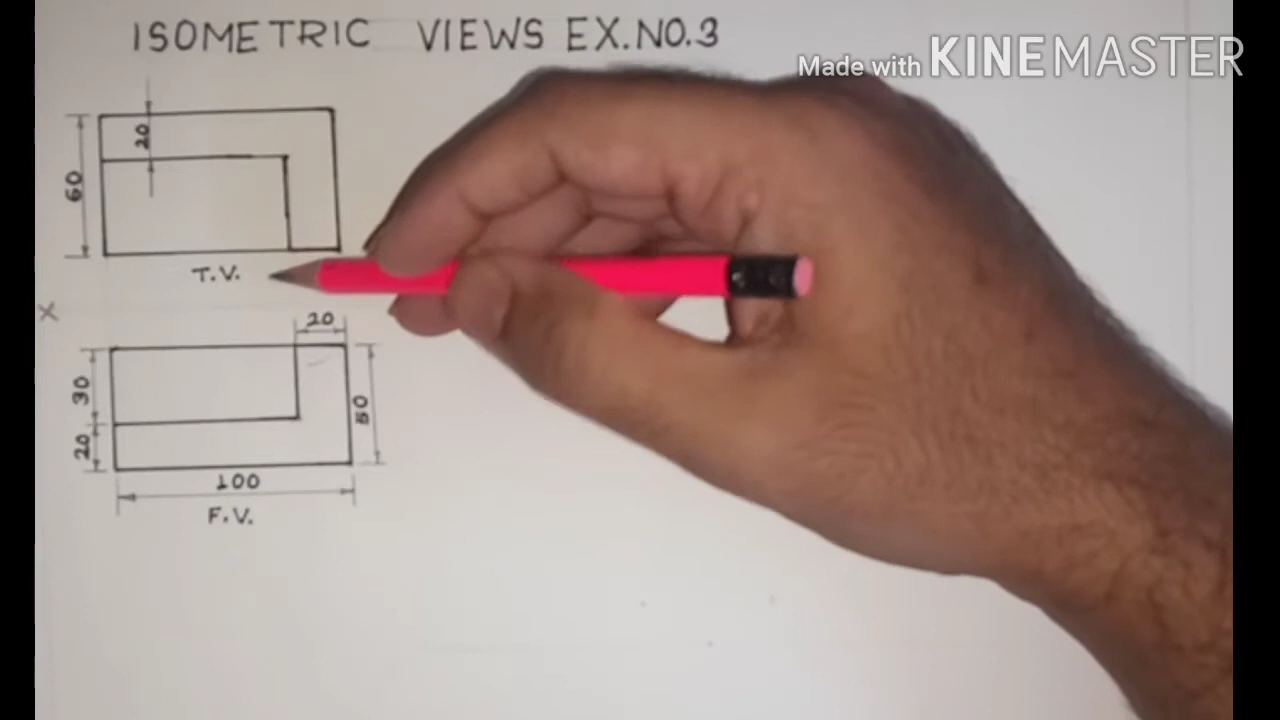 ISOMETRIC VIEWS EX.NO.3
Made with KINEMASTER
20
60
T.V.
X
20
30
50
20
100
F.V.